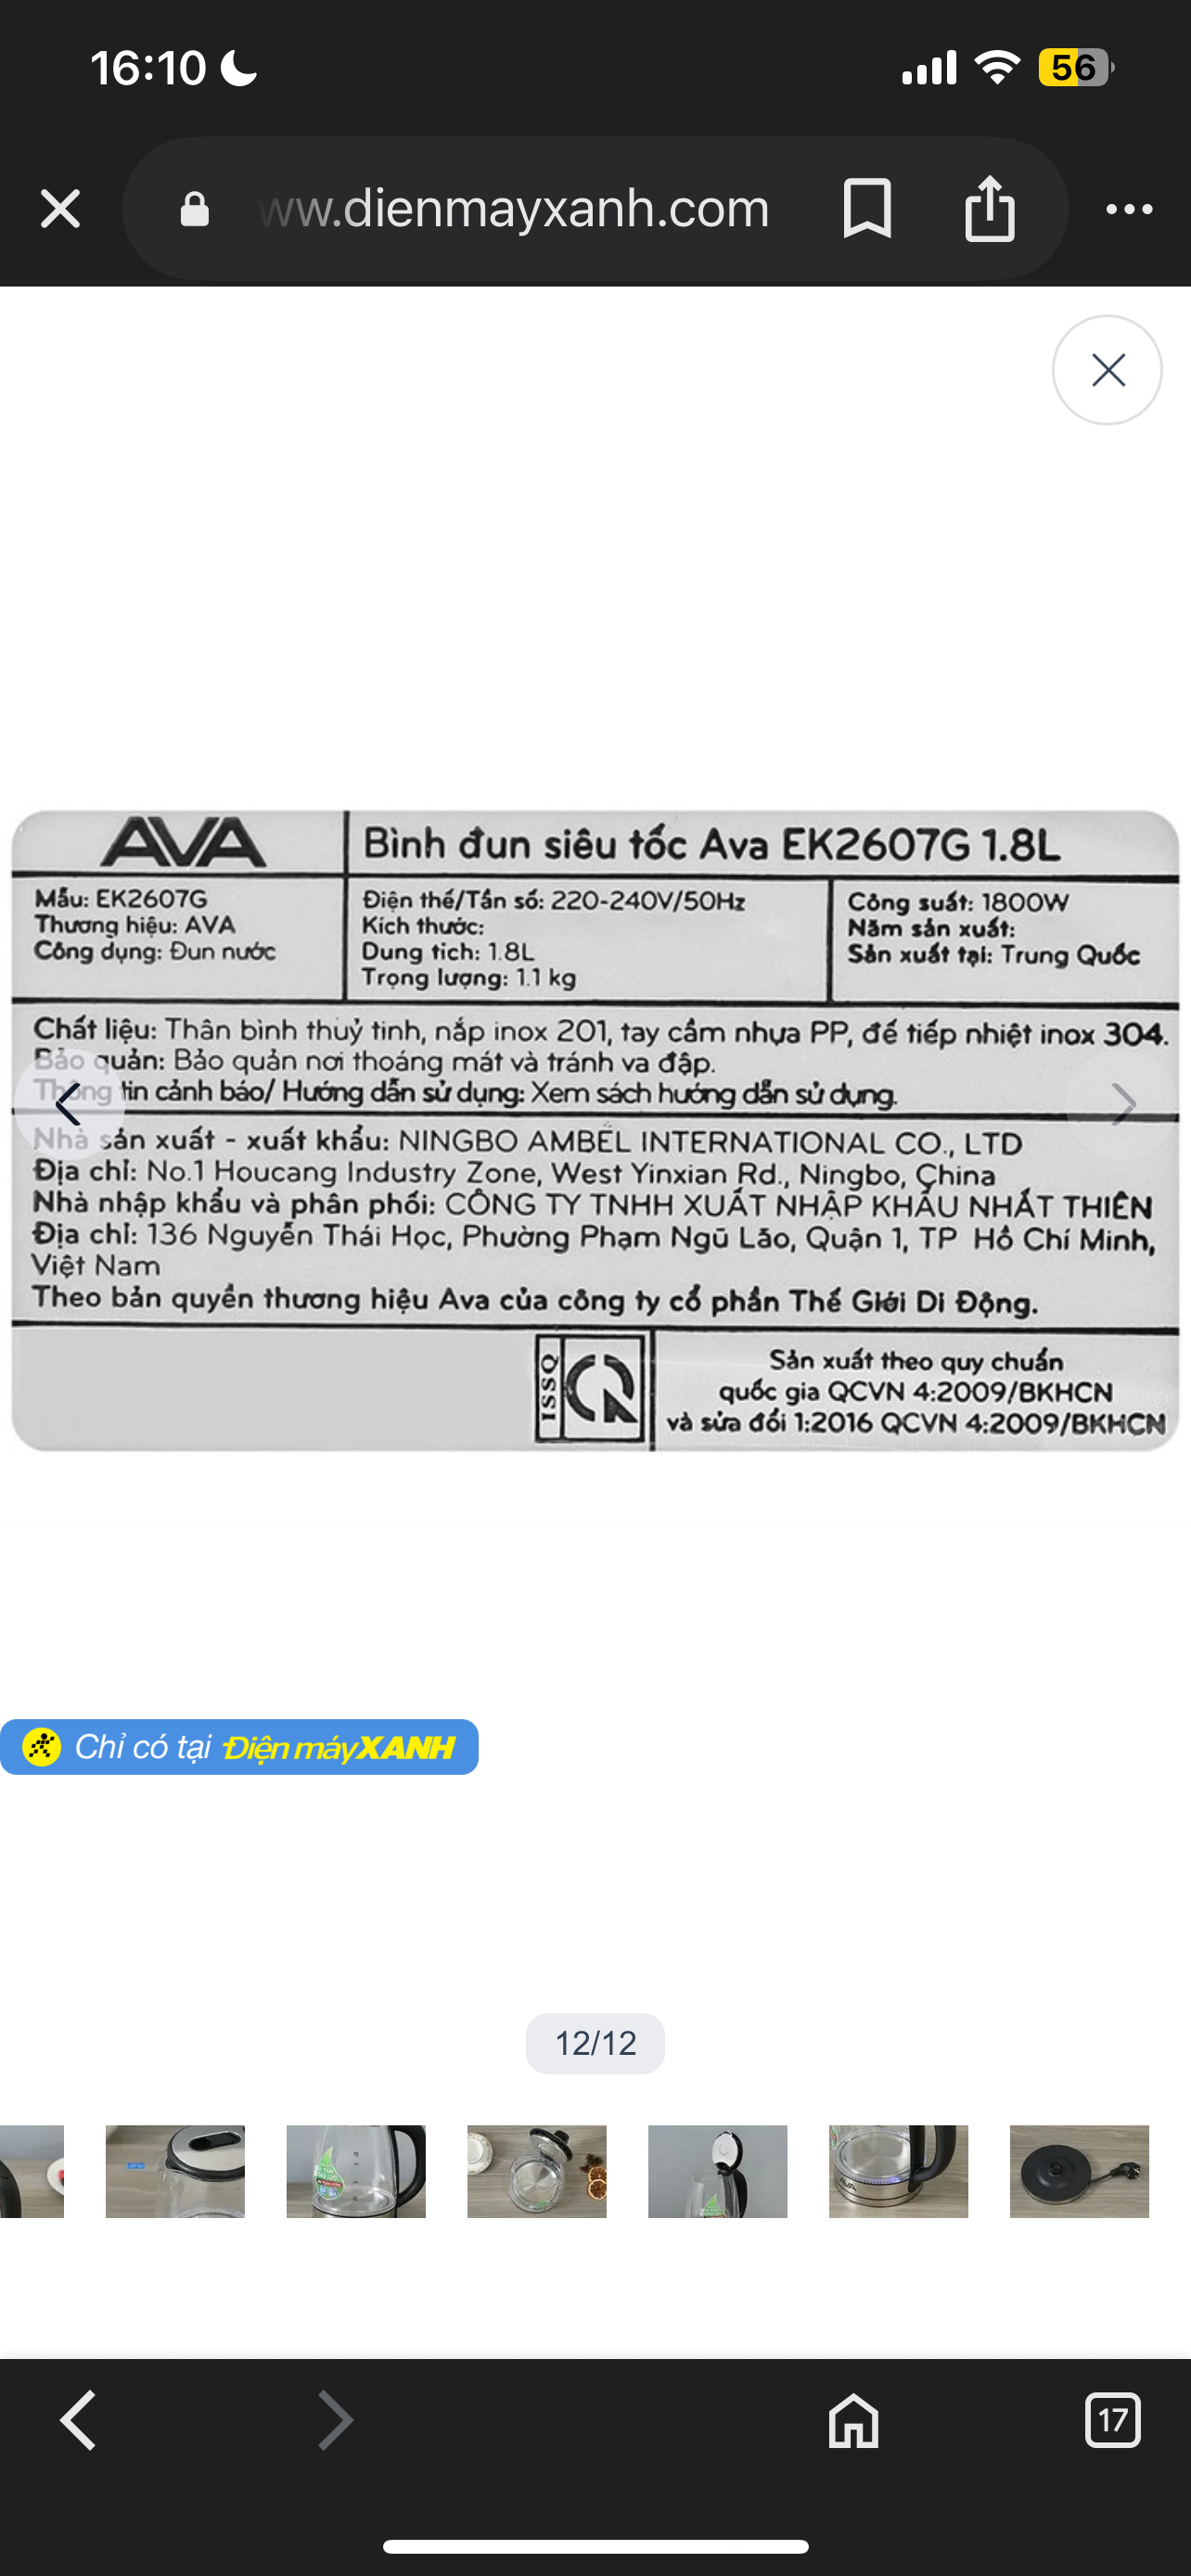 16:10
56
ww.dienmayxanh.com
AVA
Bình đun siêu tốc Ava EK2607G 1.8L
Mẫu: EK2607G
Thương hiệu: AVA
Công dụng: Đun nước
Điện thế/Tần số: 220-240V/50Hz
Kích thước:
Dung tích: 1.8L
Trọng lượng: 1.1 kg
Công suất: 1800W
Năm sản xuất:
Sản xuất tại: Trung Quốc
Chất liệu: Thân bình thuỷ tinh, nắp inox 201, tay cầm nhựa PP, đế tiếp nhiệt inox 304.
Bảo quản: Bảo quản nơi thoáng mát và tránh va đập.
Thông tin cảnh báo/ Hướng dẫn sử dụng: Xem sách hướng dẫn sử dụng.
Nhà sản xuất - xuất khẩu: NINGBO AMBEL INTERNATIONAL CO., LTD
Địa chỉ: No.1 Houcang Industry Zone, West Yinxian Rd., Ningbo, China
Nhà nhập khẩu và phân phối: CÔNG TY TNHH XUẤT NHẬP KHẨU NHẤT THIÊN
Địa chỉ: 136 Nguyễn Thái Học, Phường Phạm Ngũ Lão, Quận 1, TP Hồ Chí Minh,
Việt Nam
Theo bản quyền thương hiệu Ava của công ty cổ phần Thế Giới Di Động.
ISSQ
Sản xuất theo quy chuẩn
quốc gia QCVN 4:2009/BKHCN
và sửa đổi 1:2016 QCVN 4:2009/BKHCN
Chỉ có tại Điện máyXANH
12/12
AVA
17